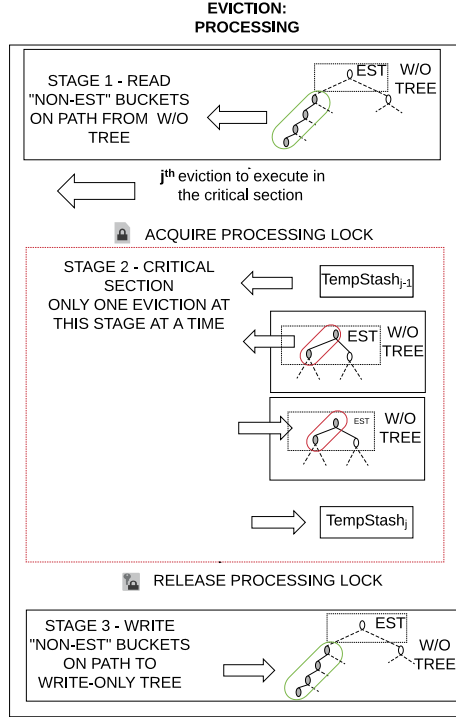 EVICTION:
PROCESSING
STAGE 1 - READ
"NON-EST" BUCKETS
ON PATH FROM W/O
TREE
EST
W/O
TREE
jth eviction to execute in
the critical section
ACQUIRE PROCESSING LOCK
STAGE 2 - CRITICAL
SECTION
ONLY ONE EVICTION AT
THIS STAGE AT A TIME
TempStashj-1
EST
W/O
TREE
EST
W/O
TREE
TempStashj
RELEASE PROCESSING LOCK
STAGE 3 - WRITE
"NON-EST" BUCKETS
ON PATH TO
WRITE-ONLY TREE
EST
W/O
TREE